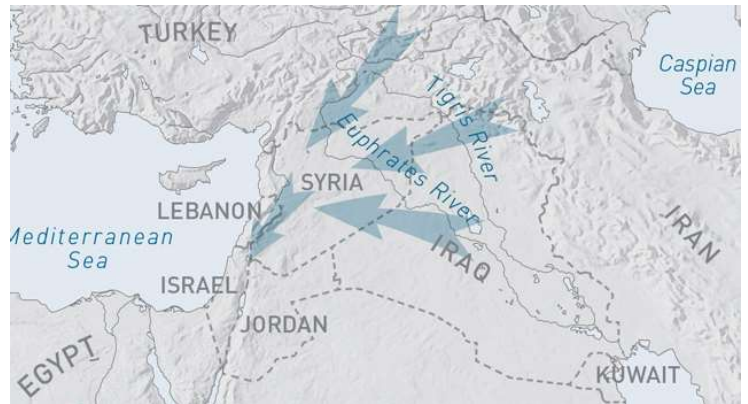 TURKEY
Caspian
Sea
Tigris River
Euphrates River
SYRIA
LEBANON
Mediterranean
Sea
IRAN
IRAQ
ISRAEL
JORDAN
EGYPT
KUWAIT